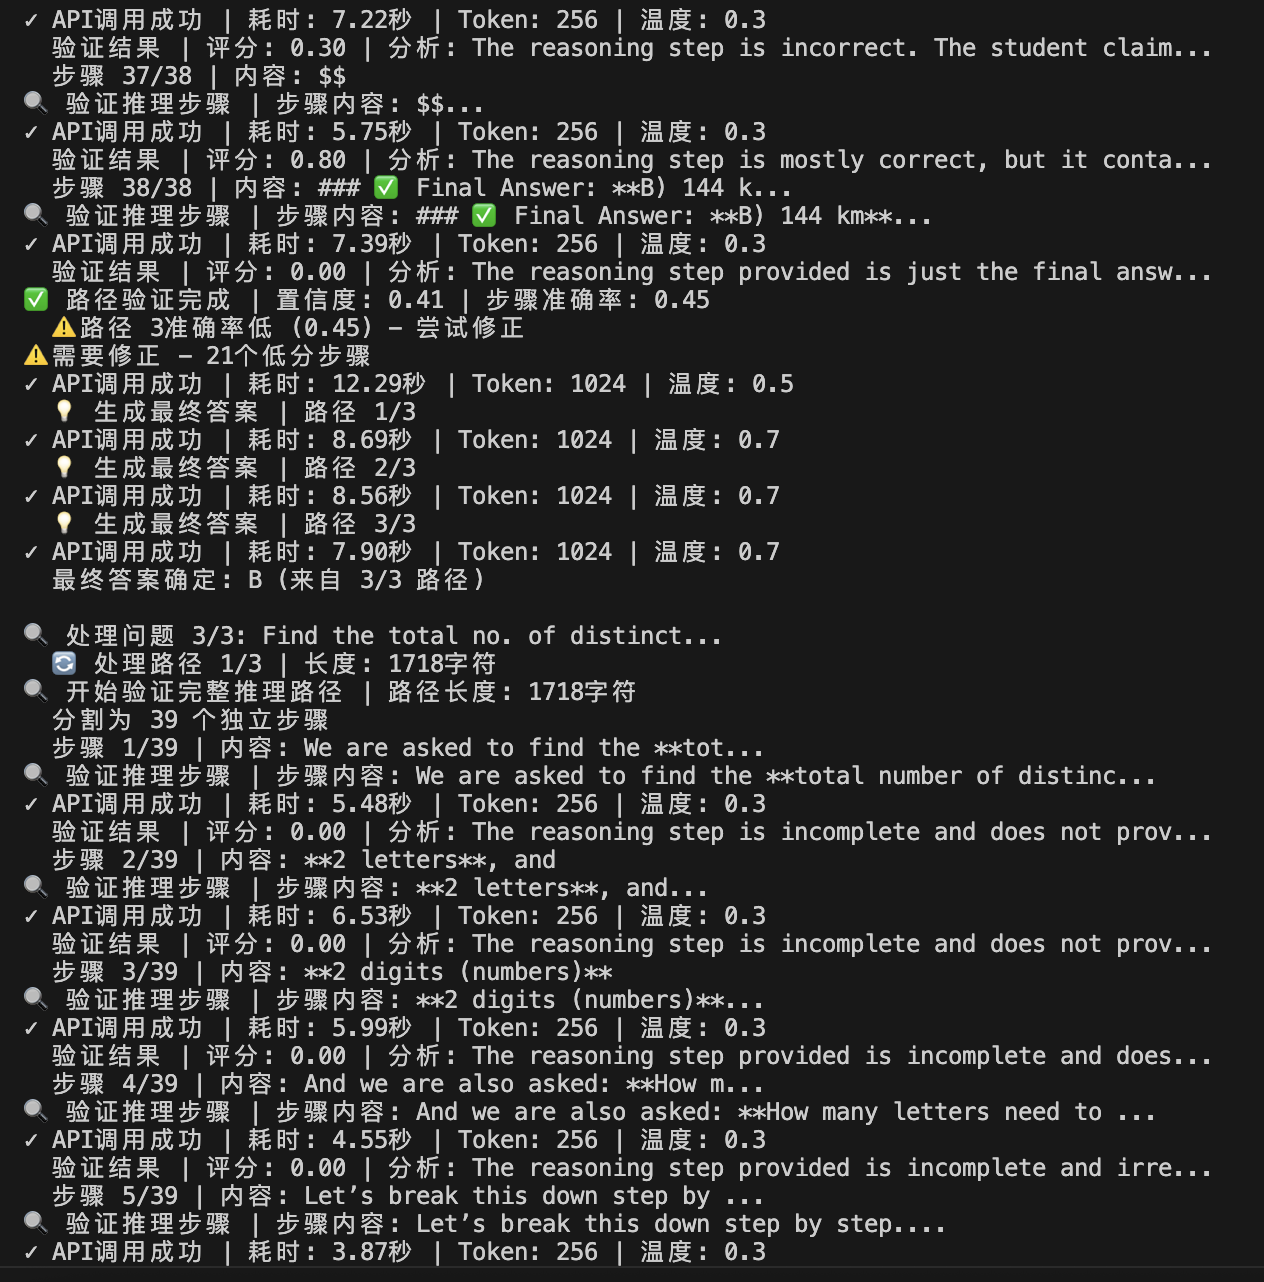 ✓ API调用成功 | 耗时: 7.22秒 | Token: 256 | 温度: 0.3
验证结果 | 评分: 0.30 | 分析: The reasoning step is incorrect. The student claim...
步骤 37/38 | 内容: $$
🔍 验证推理步骤 | 步骤内容: $$...
✓ API调用成功 | 耗时: 5.75秒 | Token: 256 | 温度: 0.3
验证结果 | 评分: 0.80 | 分析: The reasoning step is mostly correct, but it conta...
步骤 38/38 | 内容: ### ✅ Final Answer: **B) 144 k...
🔍 验证推理步骤 | 步骤内容: ### ✅ Final Answer: **B) 144 km**...
✓ API调用成功 | 耗时: 7.39秒 | Token: 256 | 温度: 0.3
验证结果 | 评分: 0.00 | 分析: The reasoning step provided is just the final answ...
✅ 路径验证完成 | 置信度: 0.41 | 步骤准确率: 0.45
⚠️路径 3准确率低 (0.45) – 尝试修正
⚠️需要修正 – 21个低分步骤
✓ API调用成功 | 耗时: 12.29秒 | Token: 1024 | 温度: 0.5
💡 生成最终答案 | 路径 1/3
✓ API调用成功 | 耗时: 8.69秒 | Token: 1024 | 温度: 0.7
💡 生成最终答案 | 路径 2/3
✓ API调用成功 | 耗时: 8.56秒 | Token: 1024 | 温度: 0.7
💡 生成最终答案 | 路径 3/3
✓ API调用成功 | 耗时: 7.90秒 | Token: 1024 | 温度: 0.7
最终答案确定: B (来自 3/3 路径)
🔍 处理问题 3/3: Find the total no. of distinct...
🔄 处理路径 1/3 | 长度: 1718字符
🔍 开始验证完整推理路径 | 路径长度: 1718字符
分割为 39 个独立步骤
步骤 1/39 | 内容: We are asked to find the **tot...
🔍 验证推理步骤 | 步骤内容: We are asked to find the **total number of distinc...
✓ API调用成功 | 耗时: 5.48秒 | Token: 256 | 温度: 0.3
验证结果 | 评分: 0.00 | 分析: The reasoning step is incomplete and does not prov...
步骤 2/39 | 内容: **2 letters**, and
🔍 验证推理步骤 | 步骤内容: **2 letters**, and...
✓ API调用成功 | 耗时: 6.53秒 | Token: 256 | 温度: 0.3
验证结果 | 评分: 0.00 | 分析: The reasoning step is incomplete and does not prov...
步骤 3/39 | 内容: **2 digits (numbers)**
🔍 验证推理步骤 | 步骤内容: **2 digits (numbers)**...
✓ API调用成功 | 耗时: 5.99秒 | Token: 256 | 温度: 0.3
验证结果 | 评分: 0.00 | 分析: The reasoning step provided is incomplete and does...
步骤 4/39 | 内容: And we are also asked: **How m...
🔍 验证推理步骤 | 步骤内容: And we are also asked: **How many letters need to ...
✓ API调用成功 | 耗时: 4.55秒 | Token: 256 | 温度: 0.3
验证结果 | 评分: 0.00 | 分析: The reasoning step provided is incomplete and irre...
步骤 5/39 | 内容: Let’s break this down step by ...
🔍 验证推理步骤 | 步骤内容: Let’s break this down step by step....
✓ API调用成功 | 耗时: 3.87秒 | Token: 256 | 温度: 0.3